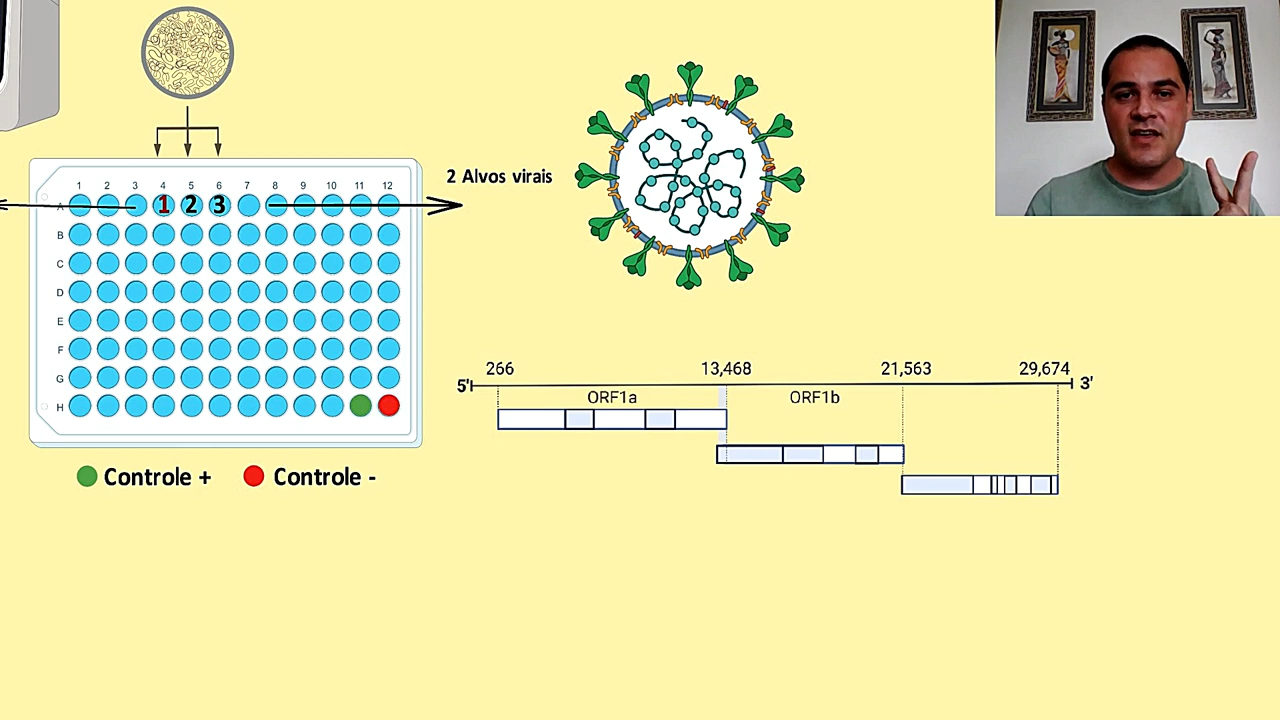 1 2 3 4 5 6 7 8 9 10 11 12
A 1 2 3
B
C
D
E
F
G
H
Controle + Controle -
2 Alvos virais
266 13,468 21,563 29,674
5' 3'
ORF1a ORF1b